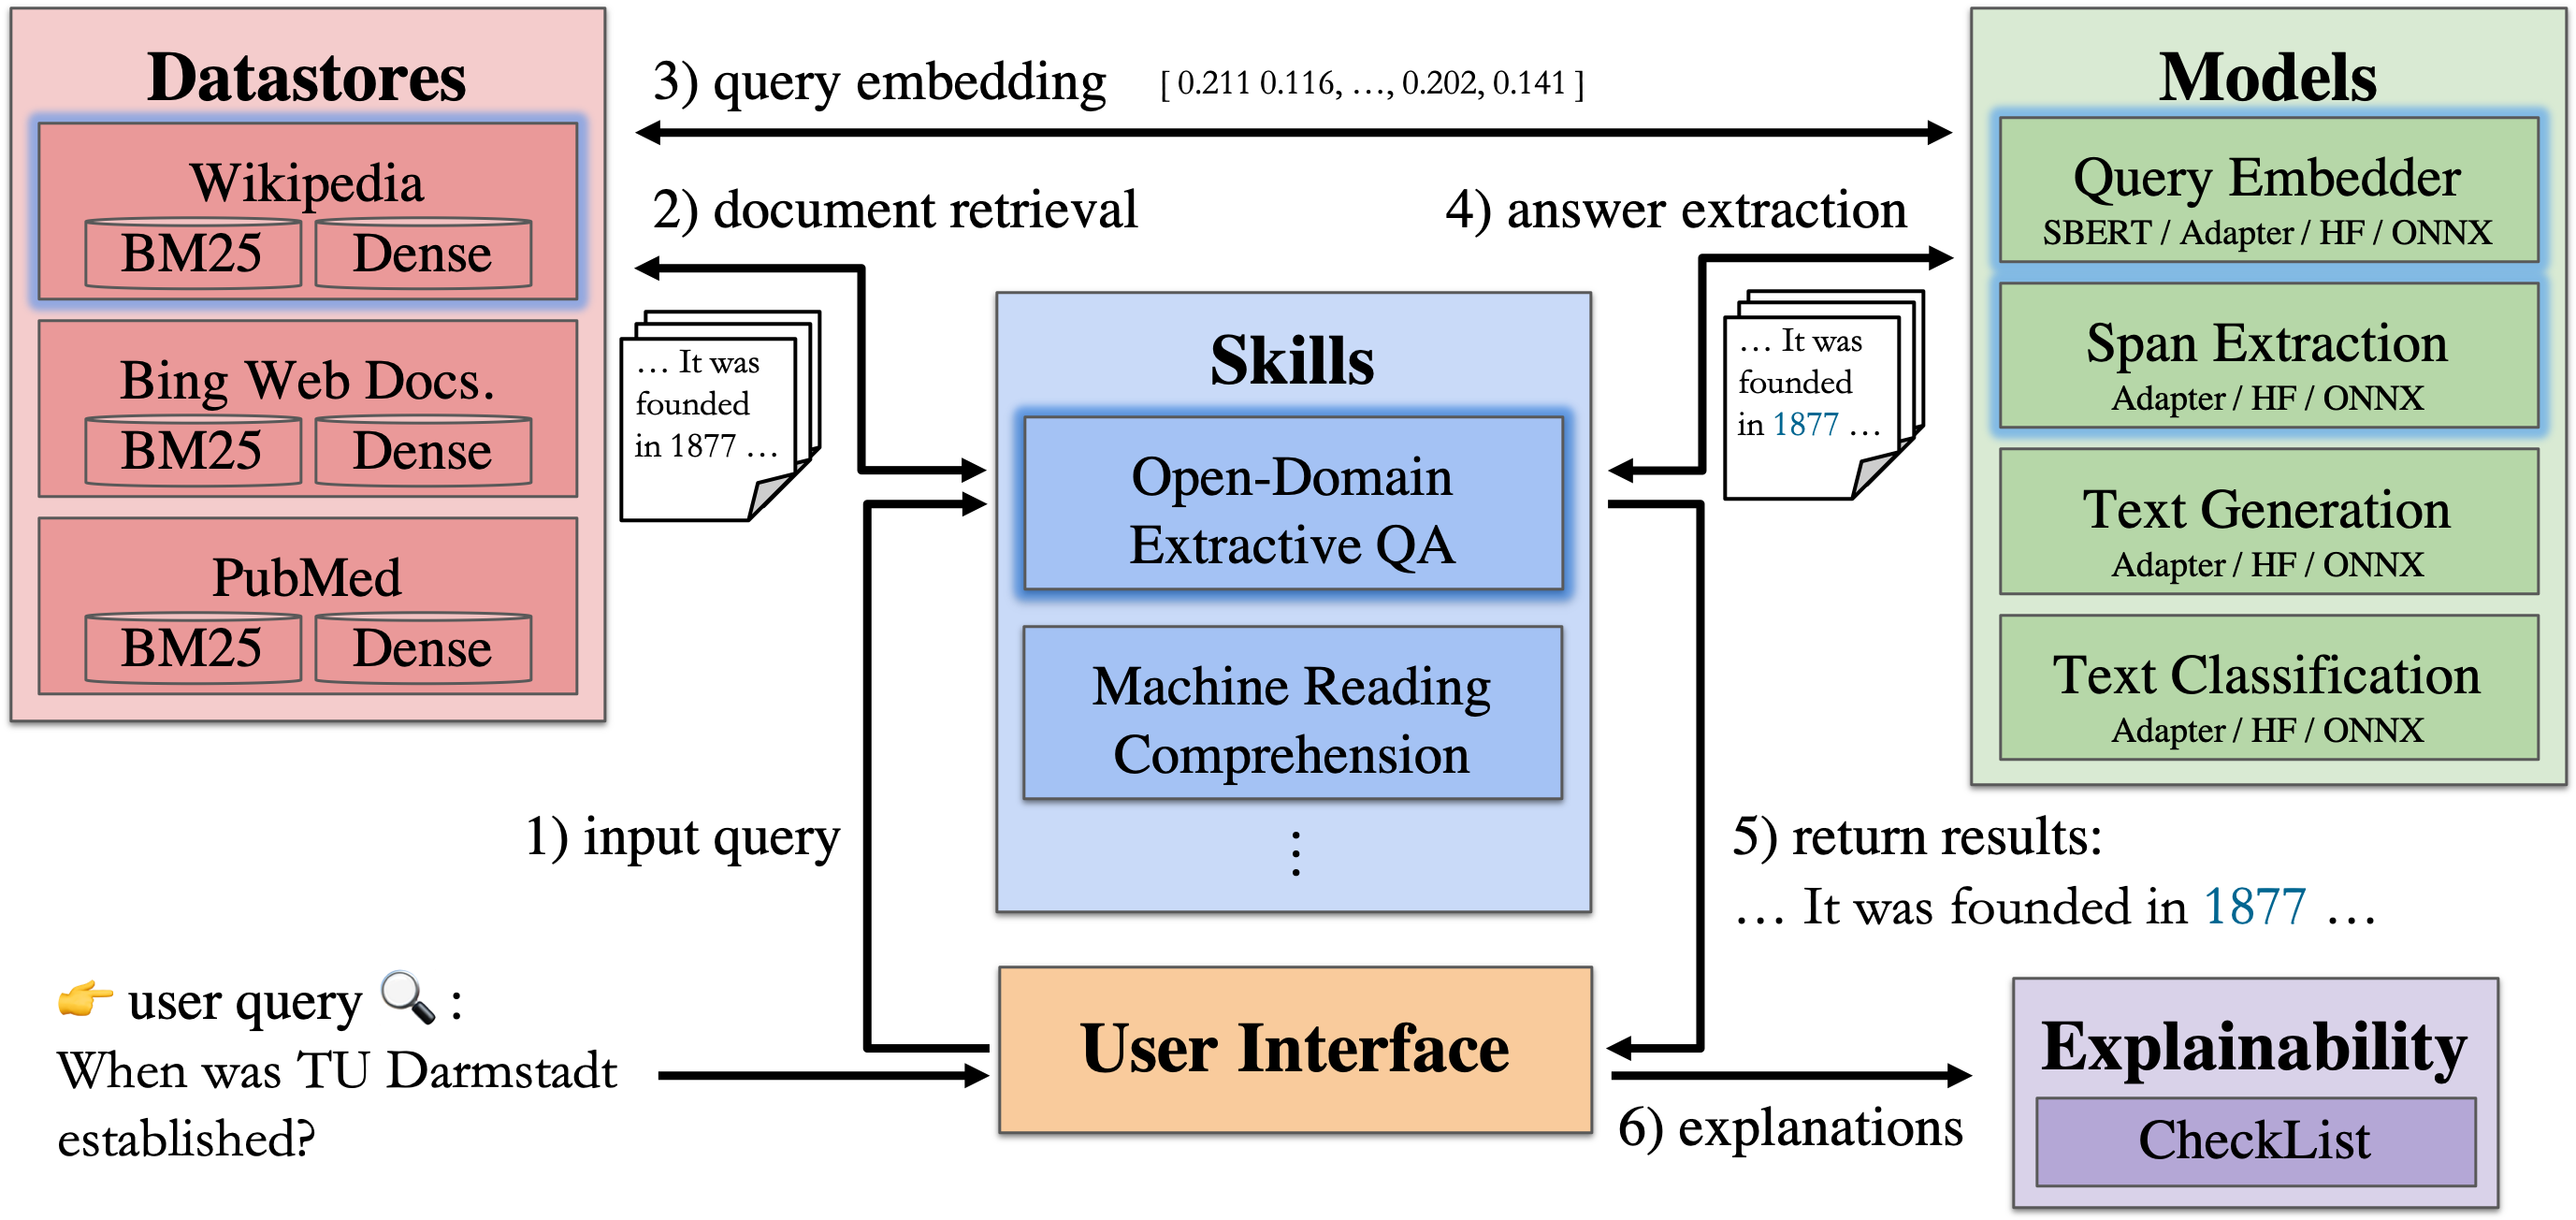 Datastores
Wikipedia
BM25 Dense
Bing Web Docs.
BM25 Dense
PubMed
BM25 Dense
3) query embedding [ 0.211 0.116, …, 0.202, 0.141 ]
2) document retrieval
… It was
founded
in 1877 …
4) answer extraction
… It was
founded
in 1877 …
Models
Query Embedder
SBERT / Adapter / HF / ONNX
Span Extraction
Adapter / HF / ONNX
Text Generation
Adapter / HF / ONNX
Text Classification
Adapter / HF / ONNX
Skills
Open-Domain
Extractive QA
Machine Reading
Comprehension
⋮
1) input query
5) return results:
… It was founded in 1877 …
👉 user query 🔍 :
When was TU Darmstadt
established?
User Interface
6) explanations
Explainability
CheckList